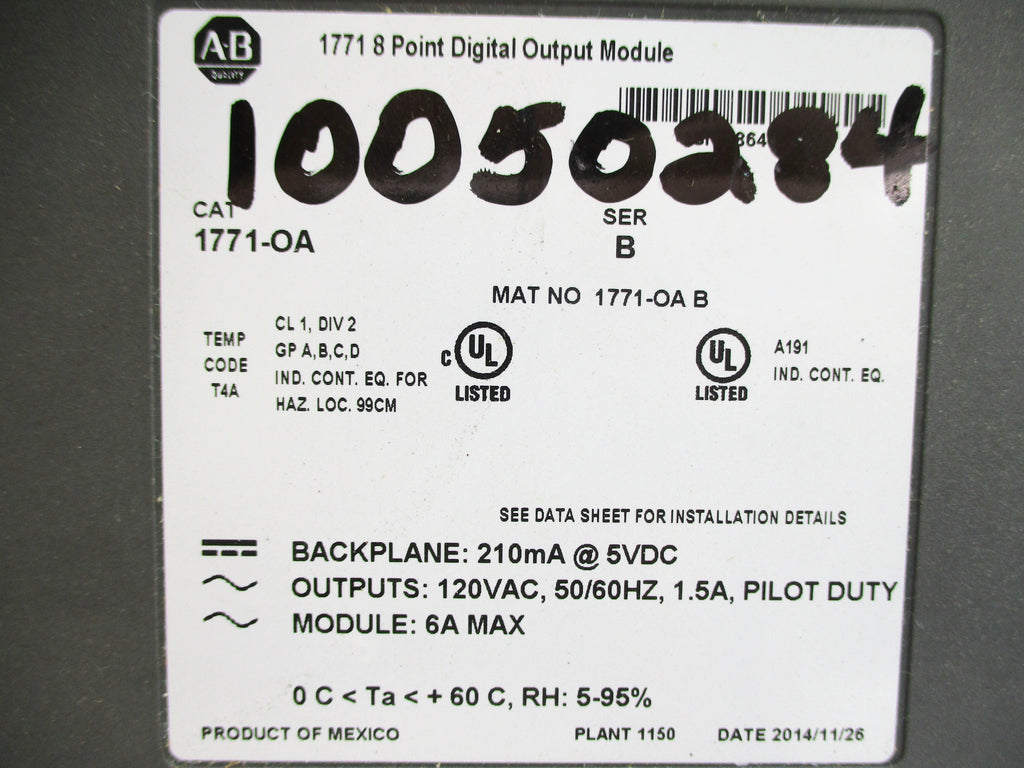 A-B
QUALITY
1771 8 Point Digital Output Module
10050284
CAT
1771-OA
SER
B
MAT NO 1771-OA B
TEMP
CODE
T4A
CL 1, DIV 2
GP A,B,C,D
IND. CONT. EQ. FOR
HAZ. LOC. 99CM
C UL
LISTED
UL
LISTED
A191
IND. CONT. EQ.
SEE DATA SHEET FOR INSTALLATION DETAILS
BACKPLANE: 210mA @ 5VDC
OUTPUTS: 120VAC, 50/60HZ, 1.5A, PILOT DUTY
MODULE: 6A MAX
0 C < Ta < + 60 C, RH: 5-95%
PRODUCT OF MEXICO
PLANT 1150
DATE 2014/11/26